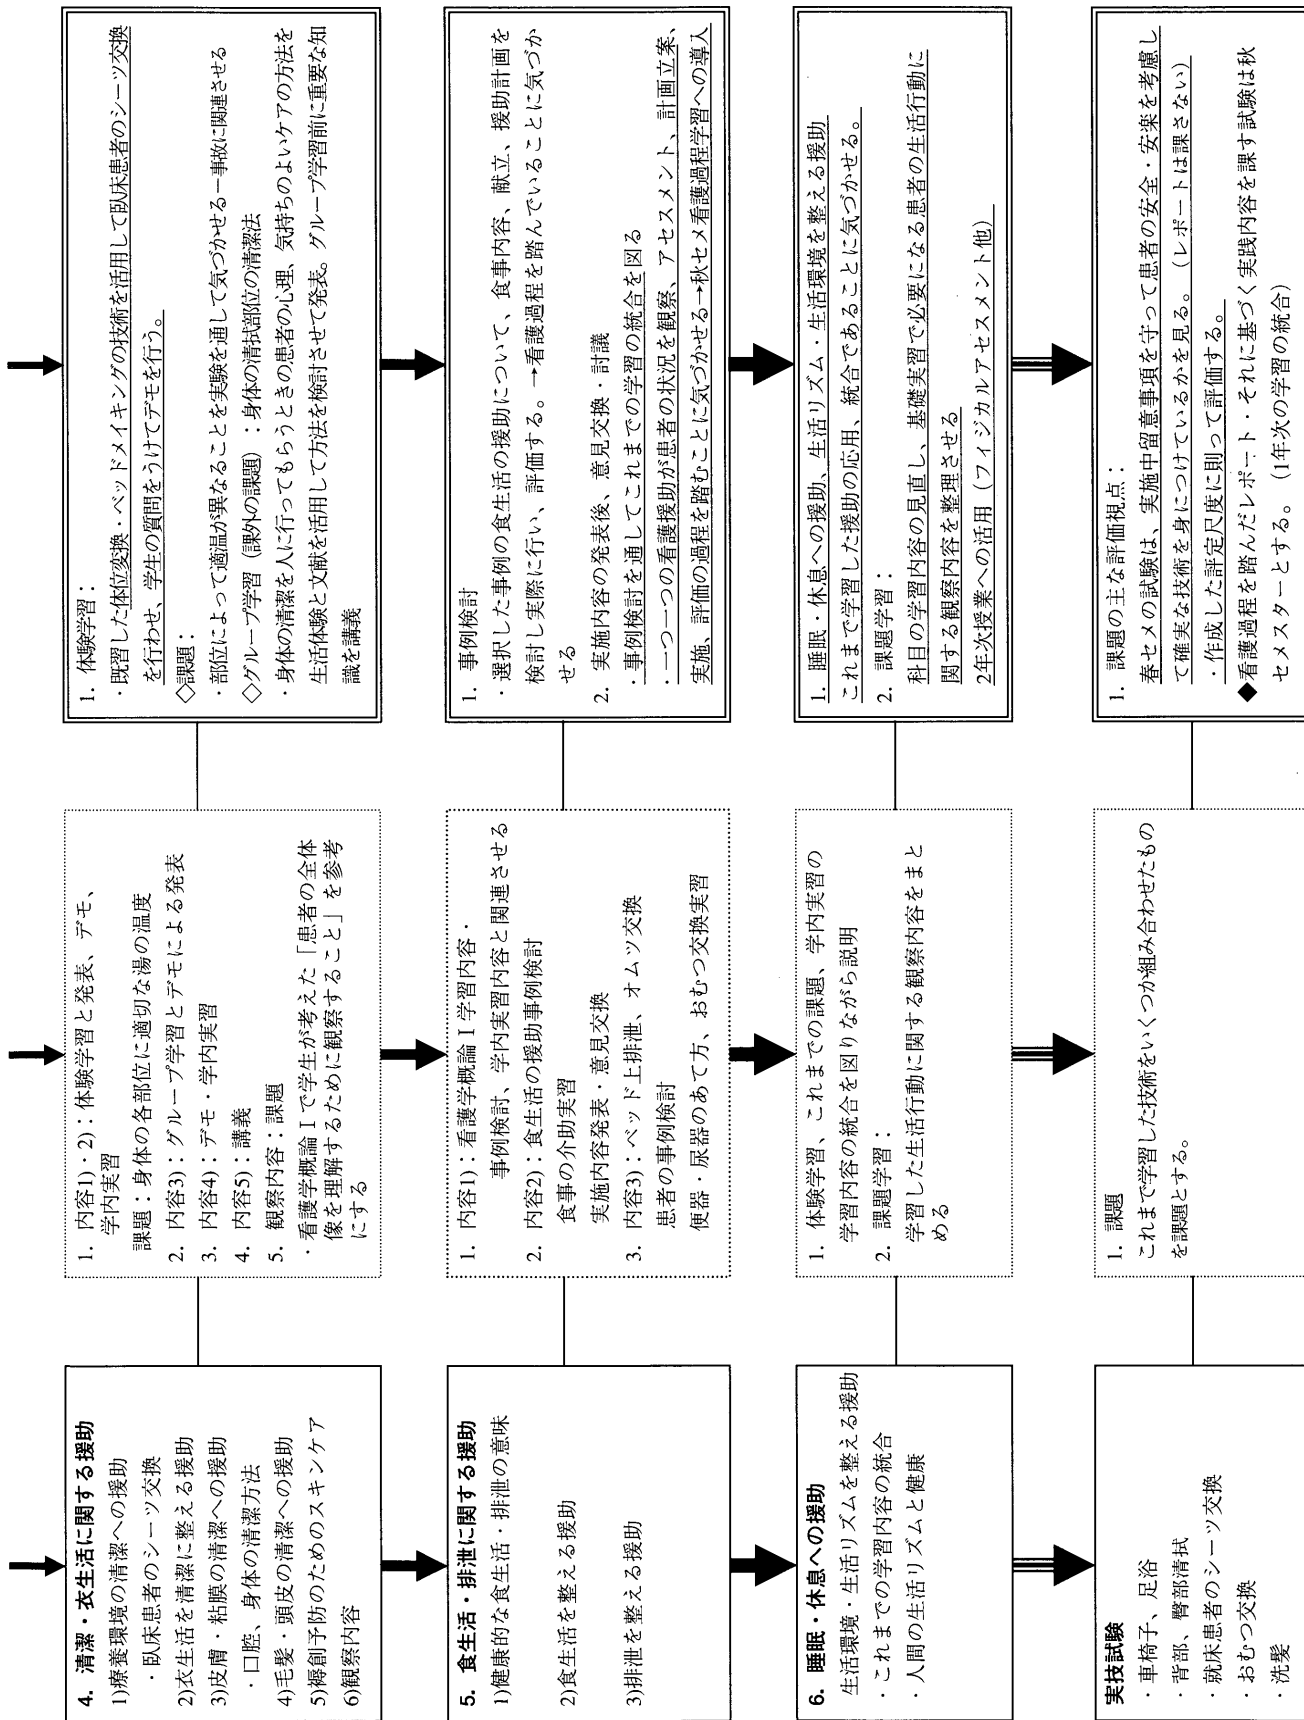 4. 清潔・衣生活に関する援助
1)療養環境の清潔への援助
・臥床患者のシーツ交換
2)衣生活を清潔に整える援助
3)皮膚・粘膜の清潔への援助
・口腔、身体の清潔方法
4)毛髪・頭皮の清潔への援助
5)褥創予防のためのスキンケア
6)観察内容
1. 内容1)・2)：体験学習と発表、デモ、
学内実習
課題：身体の各部位に適切な湯の温度
2. 内容3)：グループ学習とデモによる発表
3. 内容4)：デモ・学内実習
4. 内容5)：講義
5. 観察内容：課題
・看護学概論Ⅰで学生が考えた「患者の全体
像を理解するために観察すること」を参考
にする
1. 体験学習：
・既習した体位変換・ベッドメイキングの技術を活用して臥床患者のシーツ交換
を行わせ、学生の質問をうけてデモを行う。
◇課題：
・部位によって適温が異なることを実験を通して気づかせるー事故に関連させる
◇グループ学習（課外の課題）：身体の清拭部位の清潔法
・身体の清潔を人に行ってもらうときの患者の心理、気持ちのよいケアの方法を
生活体験と文献を活用して方法を検討させて発表。グループ学習前に重要な知
識を講義
5. 食生活・排泄に関する援助
1)健康的な食生活・排泄の意味
2)食生活を整える援助
3)排泄を整える援助
1. 内容1)：看護学概論Ⅰ学習内容・
事例検討、学内実習内容と関連させる
2. 内容2)：食生活の援助事例検討
食事の介助実習
実施内容発表・意見交換
3. 内容3)：ベッド上排泄、オムツ交換
患者の事例検討
便器・尿器のあて方、おむつ交換実習
1. 事例検討
・選択した事例の食生活の援助について、食事内容、献立、援助計画を
検討し実際に行い、評価する。→看護過程を踏んでいることに気づか
せる
2. 実施内容の発表後、意見交換・討議
・事例検討を通してこれまでの学習の統合を図る
・一つ一つの看護援助が患者の状況を観察、アセスメント、計画立案、
実施、評価の過程を踏むことに気づかせる→秋セメ看護過程学習への導入
6. 睡眠・休息への援助
生活環境・生活リズムを整える援助
・これまでの学習内容の統合
・人間の生活リズムと健康
1. 体験学習、これまでの課題、学内実習の
学習内容の統合を図りながら説明
2. 課題学習：
学習した生活行動に関する観察内容をまと
める
1. 睡眠・休息への援助、生活リズム・生活環境を整える援助
これまで学習した援助の応用、統合であることに気づかせる。
2. 課題学習：
科目の学習内容の見直し、基礎実習で必要になる患者の生活行動に
関する観察内容を整理させる
2年次授業への活用（フィジカルアセスメント他）
実技試験
・車椅子、足浴
・背部、臀部清拭
・就床患者のシーツ交換
・おむつ交換
・洗髪
1. 課題
これまで学習した技術をいくつか組み合わせたもの
を課題とする。
1. 課題の主な評価視点：
春セメの試験は、実施中留意事項を守って患者の安全・安楽を考慮し
て確実な技術を身につけているかを見る。（レポートは課さない）
・作成した評定尺度に則って評価する。
◆看護過程を踏んだレポート・それに基づく実践内容を課す試験は秋
セメスターとする。（1年次の学習の統合）